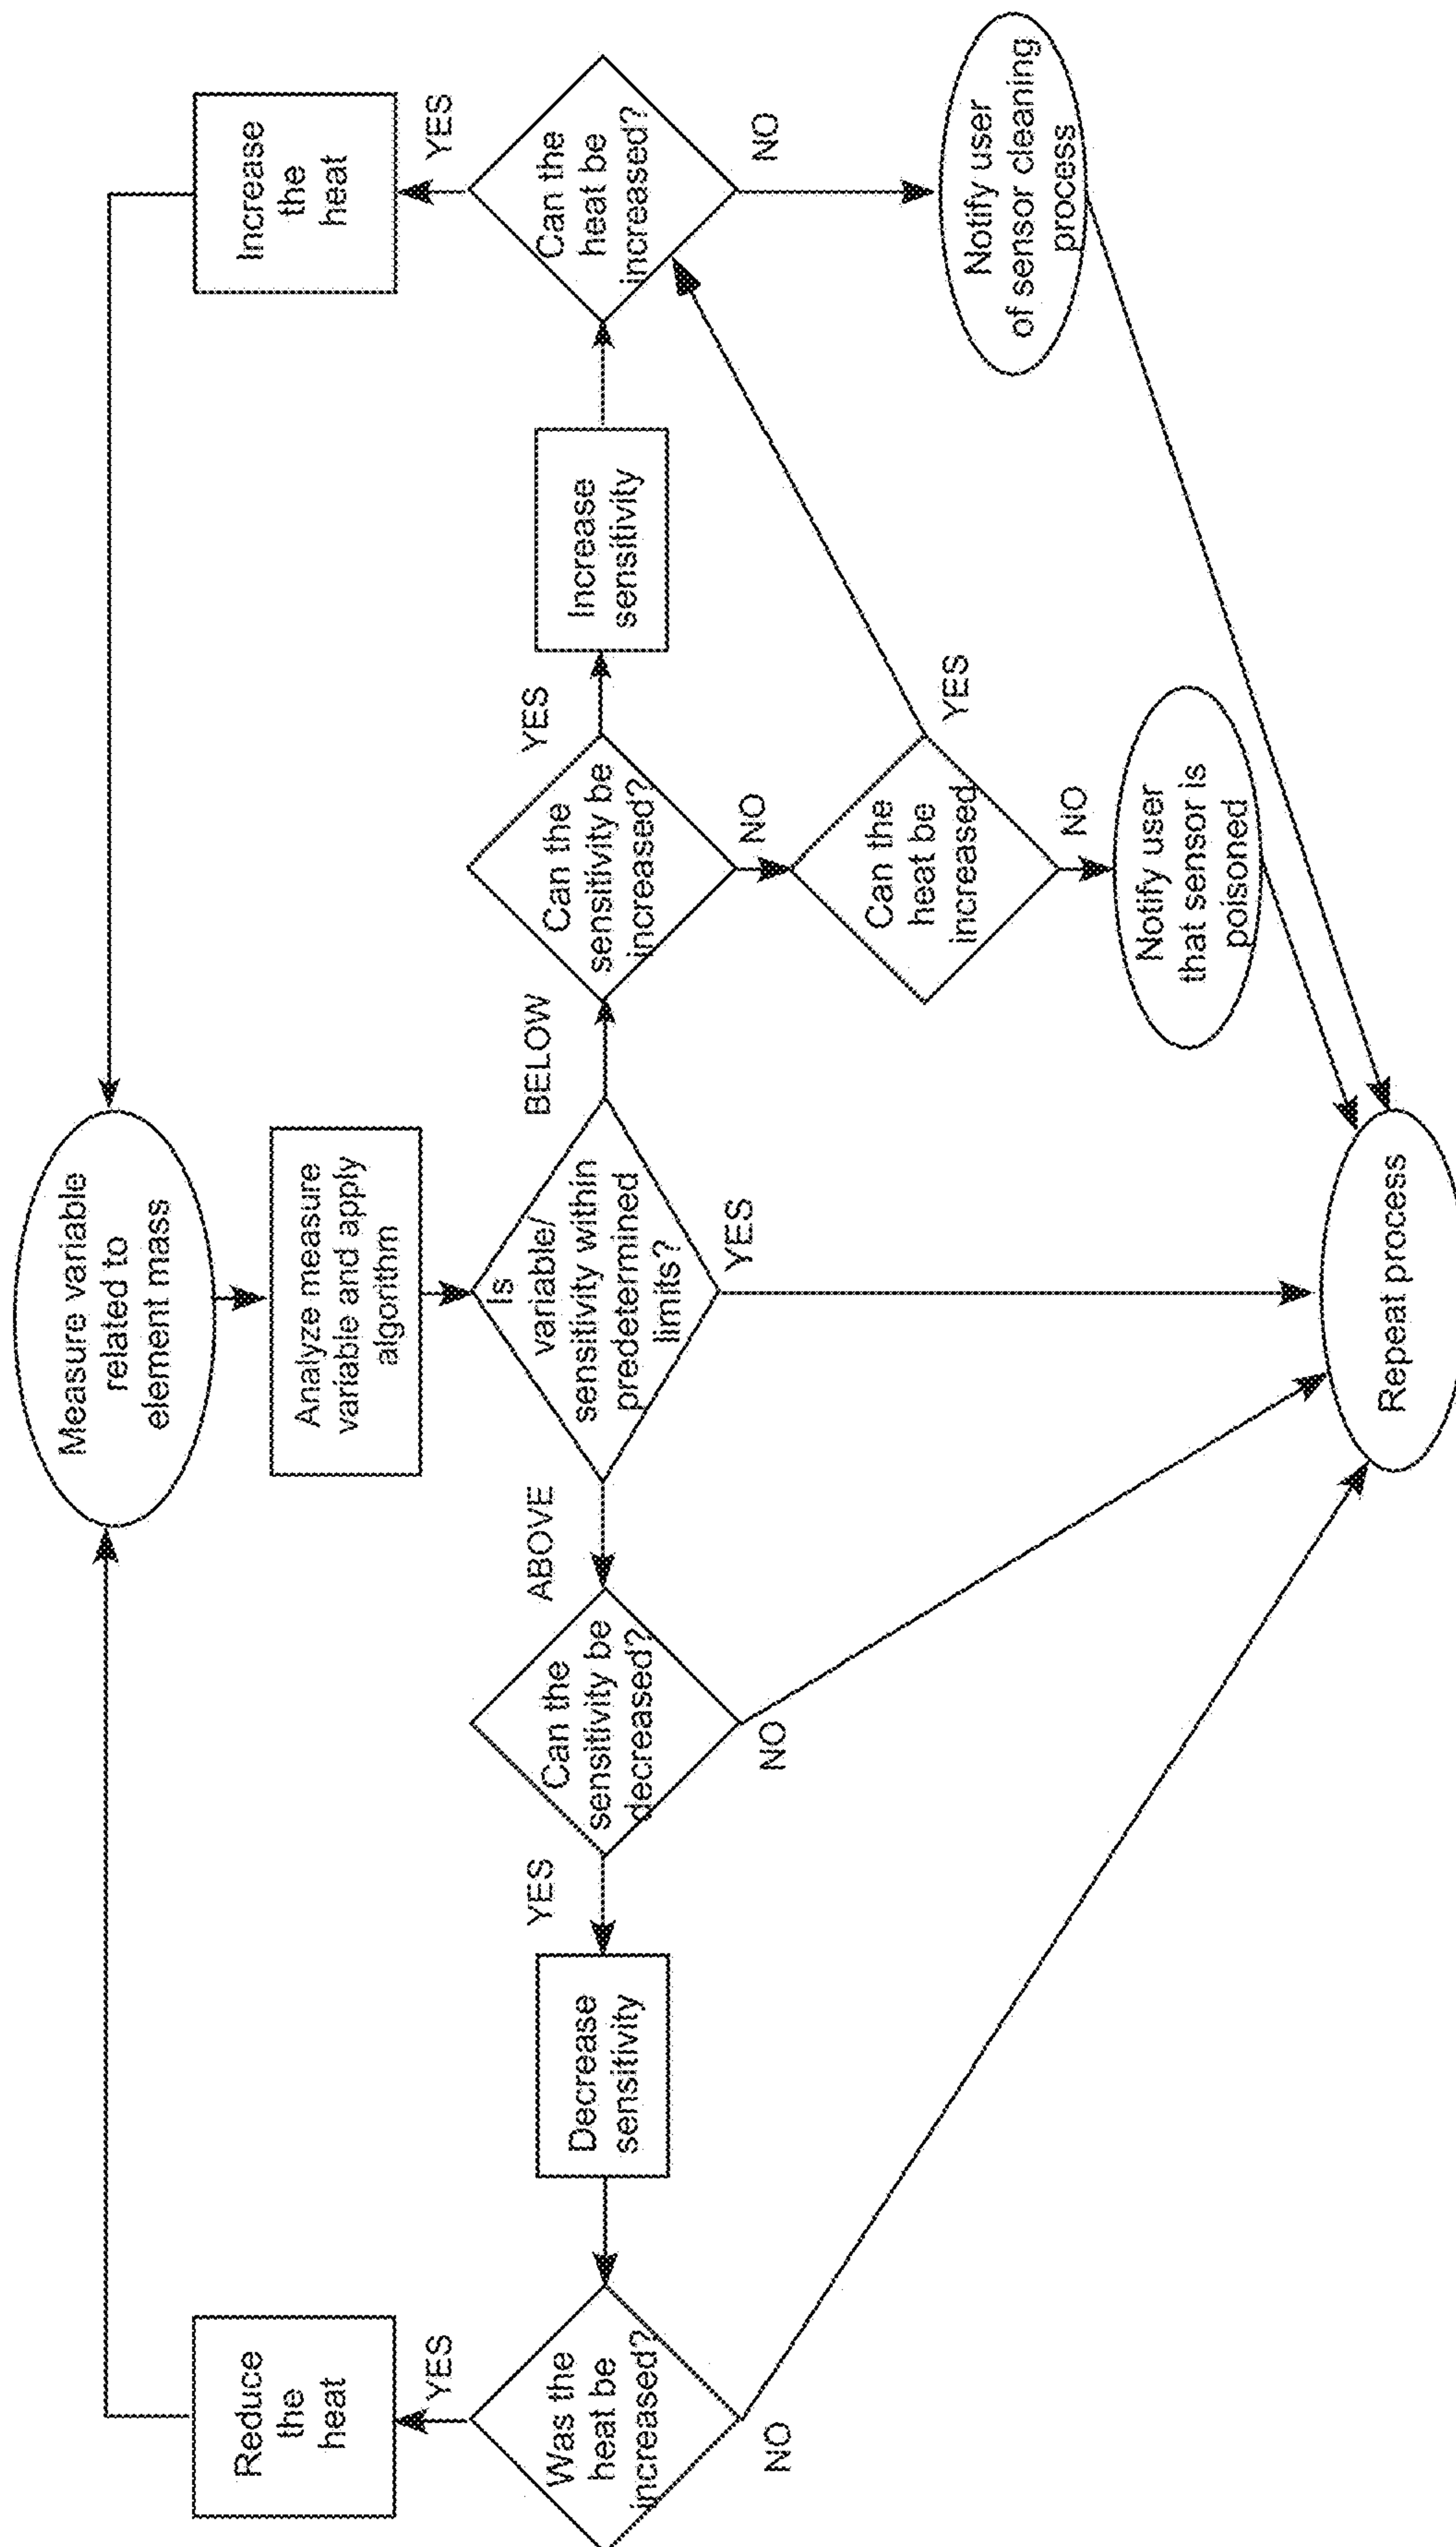 Measure variable
related to
element mass
Analyze measure
variable and apply
algorithm
Is
variable/
sensitivity within
predetermined
limits?
ABOVE
BELOW
YES
Reduce
the
heat
YES
Was the
heat be
increased?
NO
Decrease
sensitivity
YES
Can the
sensitivity be
decreased?
NO
Can the
sensitivity be
increased?
YES
NO
Increase
sensitivity
Can the
heat be
increased?
YES
NO
Increase
the
heat
Can the
heat be
increased
YES
NO
Notify user
that sensor is
poisoned
Notify user
of sensor cleaning
process
Repeat process